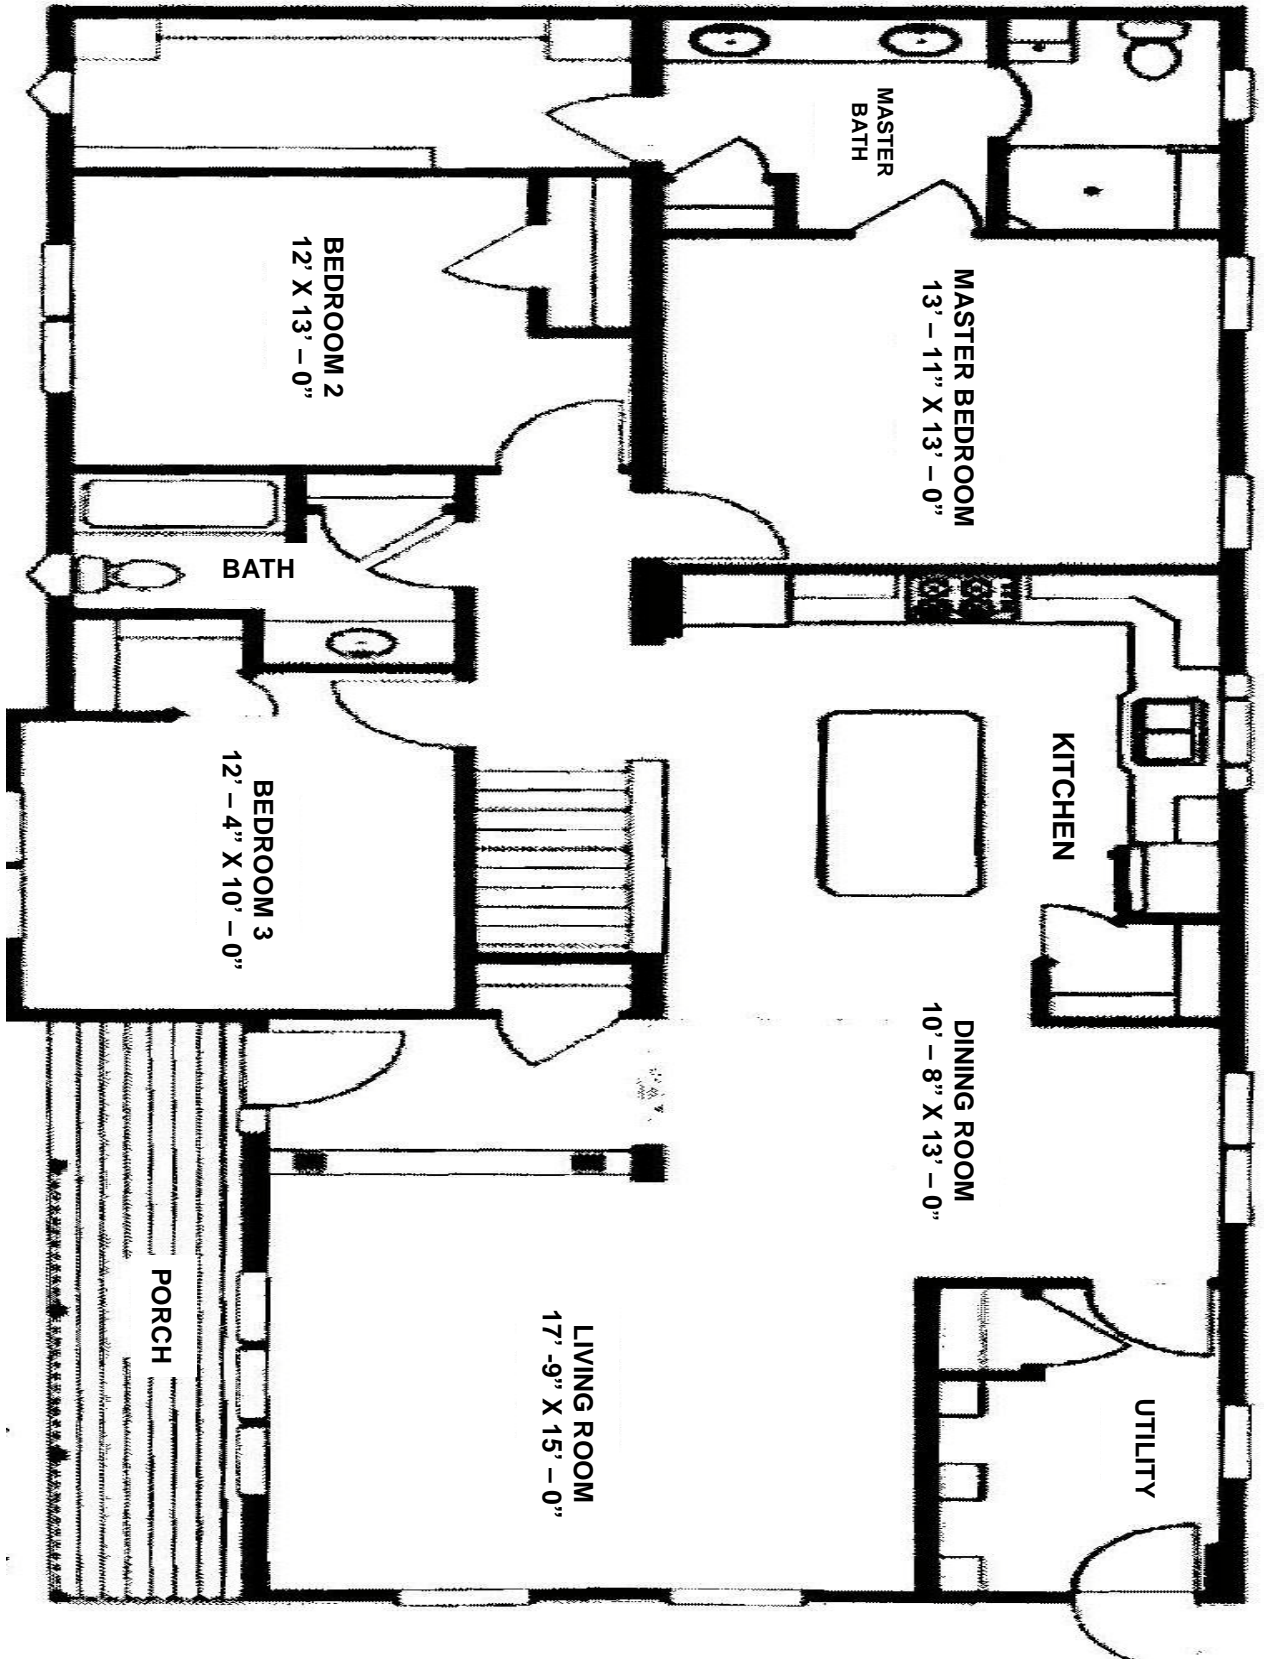 MASTER
BATH
BEDROOM 2
12’ X 13’ – 0”
MASTER BEDROOM
13’ – 11” X 13’ – 0”
BATH
KITCHEN
BEDROOM 3
12’ – 4” X 10’ – 0”
DINING ROOM
10’ – 8” X 13’ – 0”
PORCH
LIVING ROOM
17’ -9” X 15’ – 0”
UTILITY